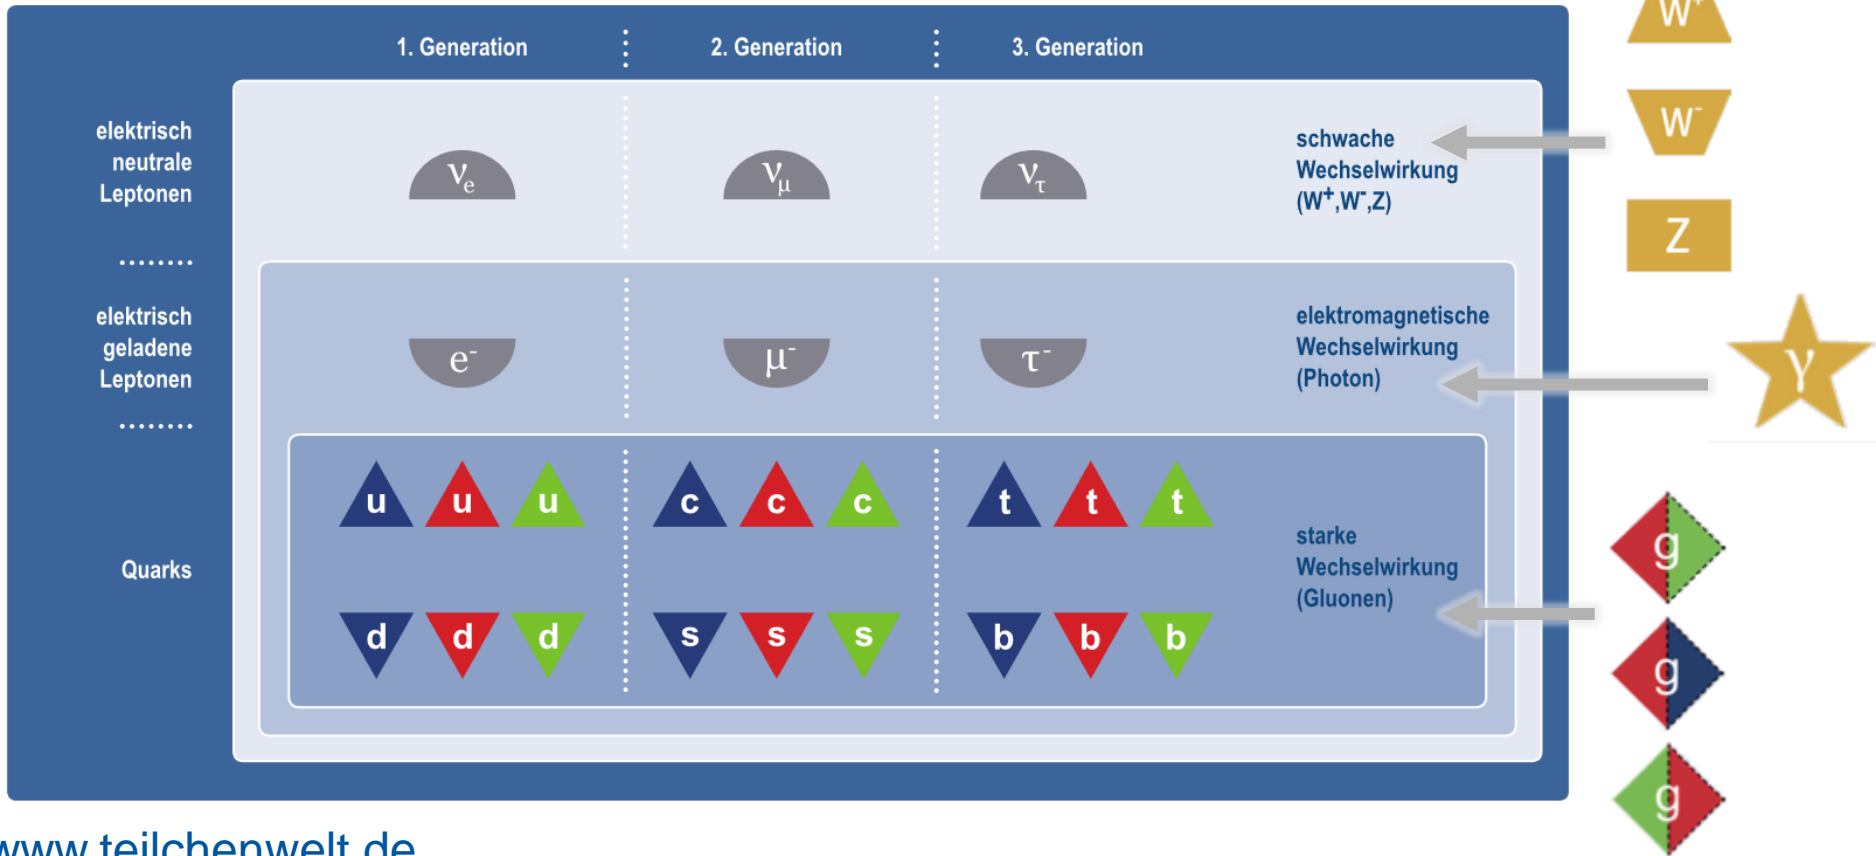 1. Generation
2. Generation
3. Generation
elektrisch
neutrale
Leptonen
νe
νμ
ντ
schwache
Wechselwirkung
(W⁺,W⁻,Z)
........
elektrisch
geladene
Leptonen
e⁻
μ⁻
τ⁻
elektromagnetische
Wechselwirkung
(Photon)
........
Quarks
u u u
c c c
t t t
d d d
s s s
b b b
starke
Wechselwirkung
(Gluonen)
W⁺
W⁻
Z
γ
g
g
g
www.teilchenwelt.de